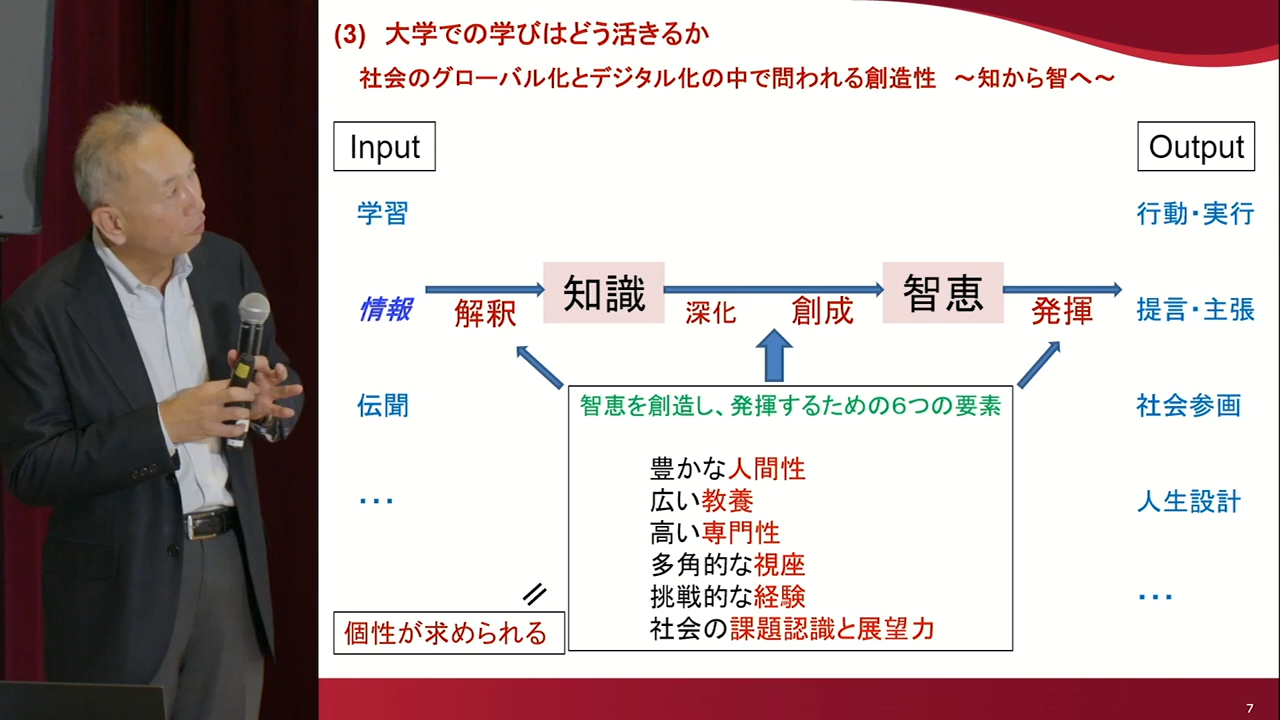 (3) 大学での学びはどう活きるか
社会のグローバル化とデジタル化の中で問われる創造性 ～知から智へ～
Input
Output
学習
行動・実行
情報
解釈
知識
深化
創成
智恵
発揮
提言・主張
伝聞
社会参画
･･･
人生設計
･･･
智恵を創造し、発揮するための６つの要素
豊かな人間性
広い教養
高い専門性
多角的な視座
挑戦的な経験
社会の課題認識と展望力
〃
個性が求められる
7